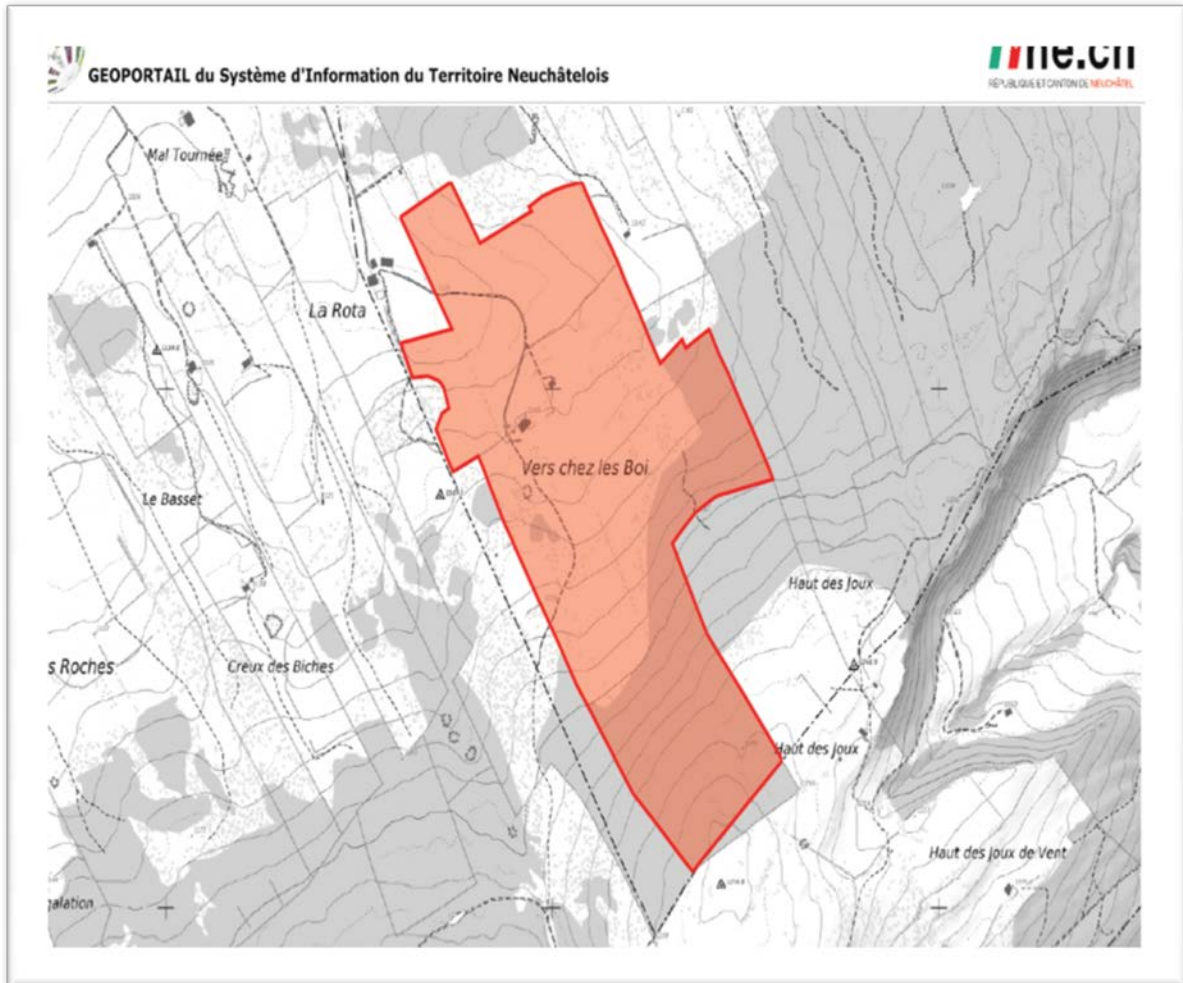 GEOPORTAIL du Système d'Information du Territoire Neuchâtelois
ne.ch
RÉPUBLIQUE ET CANTON DE NEUCHÂTEL
Mal Tournée
La Rota
Vers chez les Boi
Le Basset
Haut des Joux
s Roches
Creux des Biches
Haut des Joux
Haut des Joux de Vent
galation